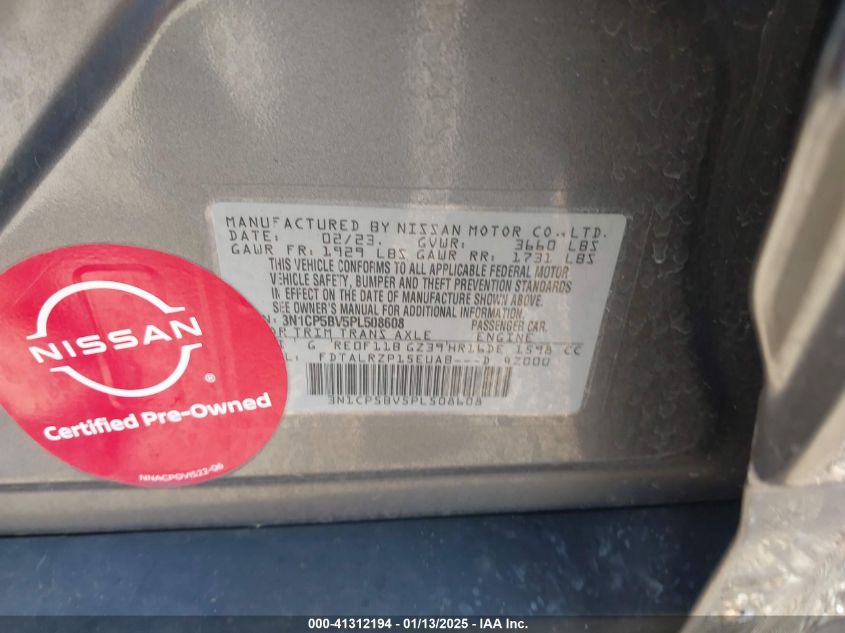 MANUFACTURED BY NISSAN MOTOR CO., LTD.
DATE: 02/23. GVWR: 3660 LBS
GAWR FR: 1929 LBS GAWR RR: 1731 LBS
THIS VEHICLE CONFORMS TO ALL APPLICABLE FEDERAL MOTOR
VEHICLE SAFETY, BUMPER AND THEFT PREVENTION STANDARDS
IN EFFECT ON THE DATE OF MANUFACTURE SHOWN ABOVE.
SEE OWNER'S MANUAL FOR ADDITIONAL INFORMATION.
3N1CP5BV5PL508608 PASSENGER CAR
TRIM TRANS AXLE ENGINE
G RE0F11B GZ39 HR16DE 1598 CC
FDTALRZP15EUAB---D
3N1CP5BV5PL508608
NISSAN
Certified Pre-Owned
000-41312194 - 01/13/2025 - IAA Inc.